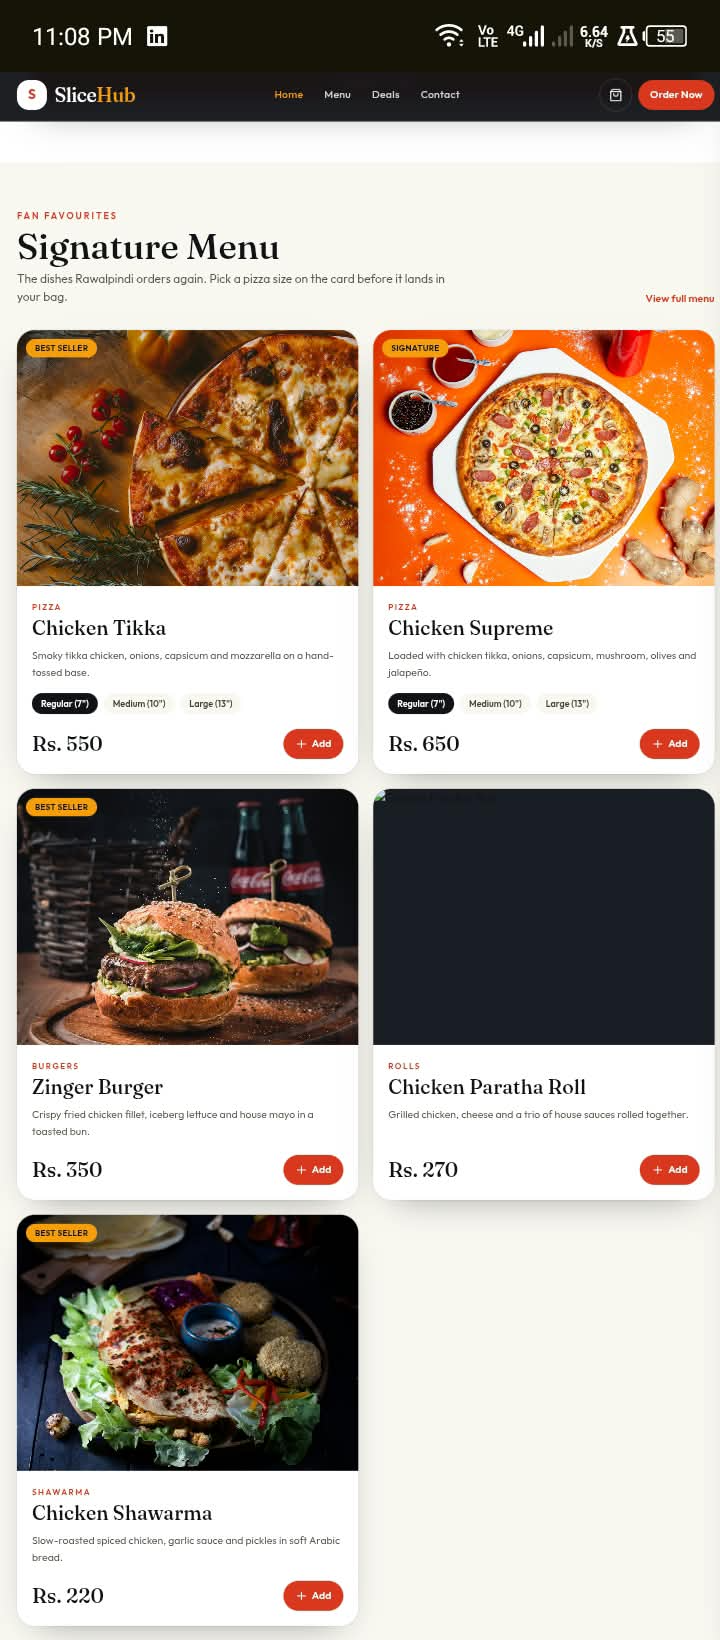 11:08 PM
Vo LTE 4G 6.64 K/S 55
S SliceHub Home Menu Deals Contact Order Now
FAN FAVOURITES
Signature Menu
The dishes Rawalpindi orders again. Pick a pizza size on the card before it lands in
your bag.
View full menu
BEST SELLER
PIZZA
Chicken Tikka
Smoky tikka chicken, onions, capsicum and mozzarella on a hand-
tossed base.
Regular (7") Medium (10") Large (13")
Rs. 550 + Add
SIGNATURE
PIZZA
Chicken Supreme
Loaded with chicken tikka, onions, capsicum, mushroom, olives and
jalapeño.
Regular (7") Medium (10") Large (13")
Rs. 650 + Add
BEST SELLER
Coca-Cola
BURGERS
Zinger Burger
Crispy fried chicken fillet, iceberg lettuce and house mayo in a
toasted bun.
Rs. 350 + Add
ROLLS
Chicken Paratha Roll
Grilled chicken, cheese and a trio of house sauces rolled together.
Rs. 270 + Add
BEST SELLER
SHAWARMA
Chicken Shawarma
Slow-roasted spiced chicken, garlic sauce and pickles in soft Arabic
bread.
Rs. 220 + Add